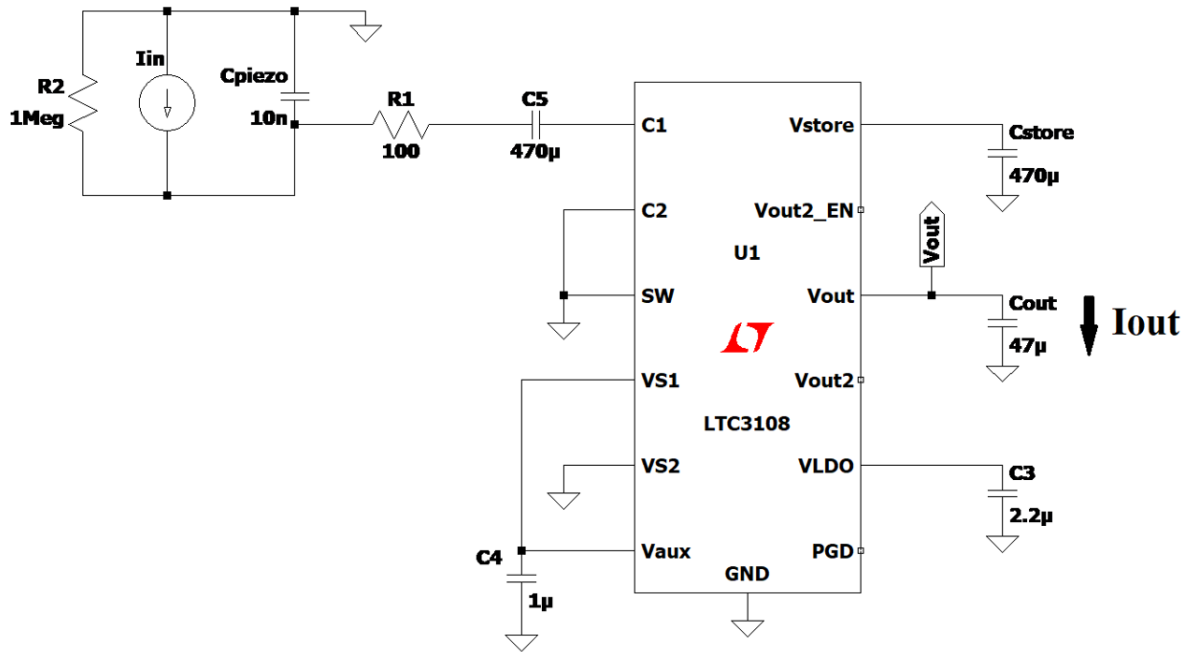 Iin
R2
1Meg
Cpiezo
10n
R1
100
C5
470µ
C1
C2
SW
VS1
VS2
Vaux
C4
1µ
U1
LTC3108
GND
Vstore
Vout2_EN
Vout
Vout2
VLDO
PGD
Cstore
470µ
Vout
Cout
47µ
Iout
C3
2.2µ